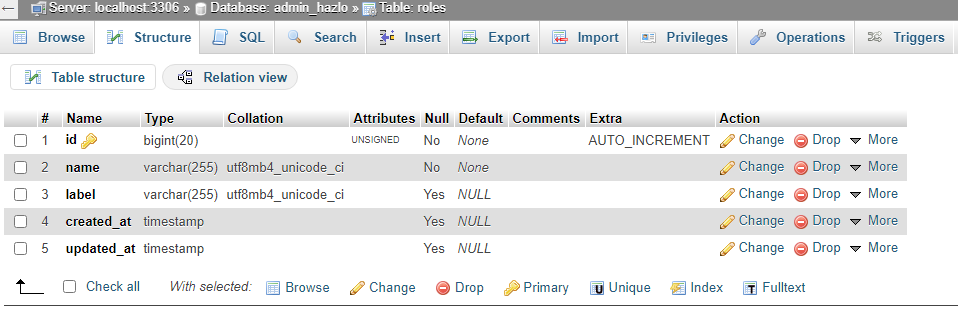 ← Server: localhost:3306 » Database: admin_hazlo » Table: roles
Browse Structure SQL Search Insert Export Import Privileges Operations Triggers
Table structure Relation view
# Name Type Collation Attributes Null Default Comments Extra Action
1 id bigint(20) UNSIGNED No None AUTO_INCREMENT Change Drop More
2 name varchar(255) utf8mb4_unicode_ci No None Change Drop More
3 label varchar(255) utf8mb4_unicode_ci Yes NULL Change Drop More
4 created_at timestamp Yes NULL Change Drop More
5 updated_at timestamp Yes NULL Change Drop More
Check all With selected: Browse Change Drop Primary Unique Index Fulltext